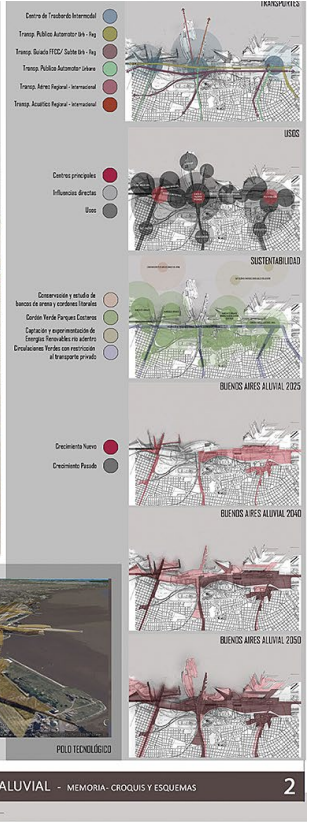 TRANSPORTES
Centro de Trasbordo Intermodal
Transp. Público Automotor Urb - Reg
Transp. Guiado FFCC/ Subte Urb - Reg
Transp. Público Automotor Urbano
Transp. Aéreo Regional - Internacional
Transp. Acuático Regional - Internacional
USOS
Centros principales
Influencias directas
Usos
SUSTENTABILIDAD
Conservación y estudio de
bancos de arena y cordones litorales
Cordón Verde Parques Costeros
Captación y experimentación de
Energías Renovables río adentro
Circulaciones Verdes con restricción
al transporte privado
BUENOS AIRES ALUVIAL 2025
Crecimiento Nuevo
Crecimiento Pasado
BUENOS AIRES ALUVIAL 2040
BUENOS AIRES ALUVIAL 2050
POLO TECNOLÓGICO
ALUVIAL - MEMORIA- CROQUIS Y ESQUEMAS
2